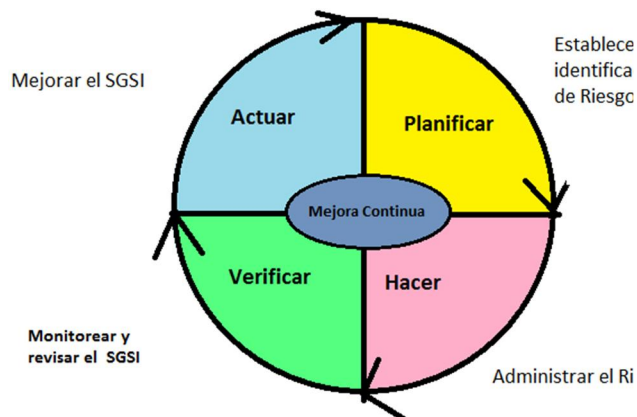 Mejorar el SGSI
Actuar
Planificar
Establece
identifica
de Riesgo
Mejora Continua
Verificar
Hacer
Monitorear y
revisar el SGSI
Administrar el Ri